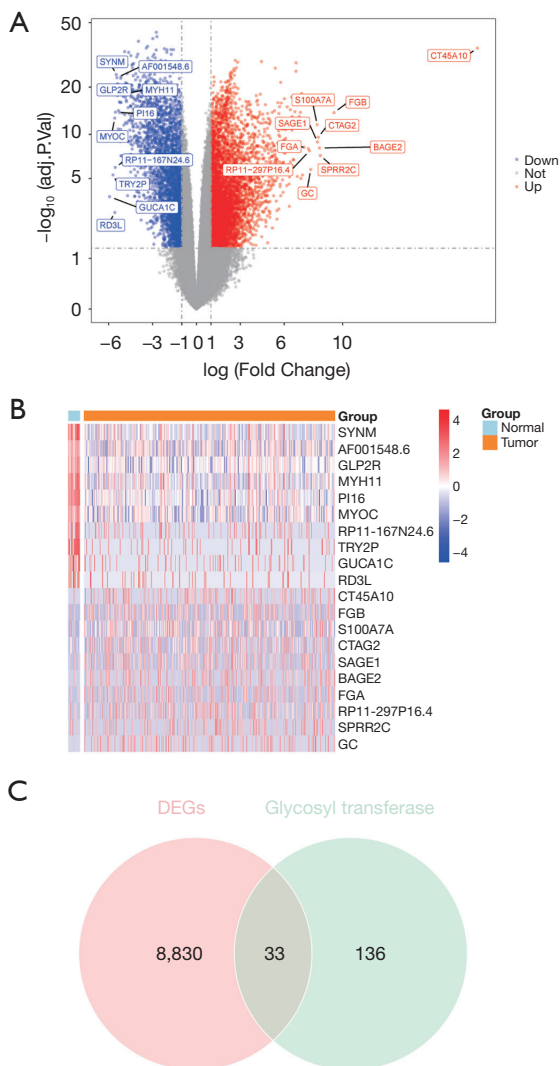 A
50
30
20
10
5
1
0
−log10 (adj.P.Val)
SYNM
AF001548.6
GLP2R
MYH11
PI16
MYOC
RP11−167N24.6
TRY2P
GUCA1C
RD3L
CT45A10
S100A7A
FGB
SAGE1
CTAG2
FGA
BAGE2
RP11−297P16.4
SPRR2C
GC
Down
Not
Up
−6 −3 −1 0 1 3 6 10
log (Fold Change)
B
Group
SYNM
AF001548.6
GLP2R
MYH11
PI16
MYOC
RP11-167N24.6
TRY2P
GUCA1C
RD3L
CT45A10
FGB
S100A7A
CTAG2
SAGE1
BAGE2
FGA
RP11-297P16.4
SPRR2C
GC
4
2
0
−2
−4
Group
Normal
Tumor
C
DEGs Glycosyl transferase
8,830 33 136